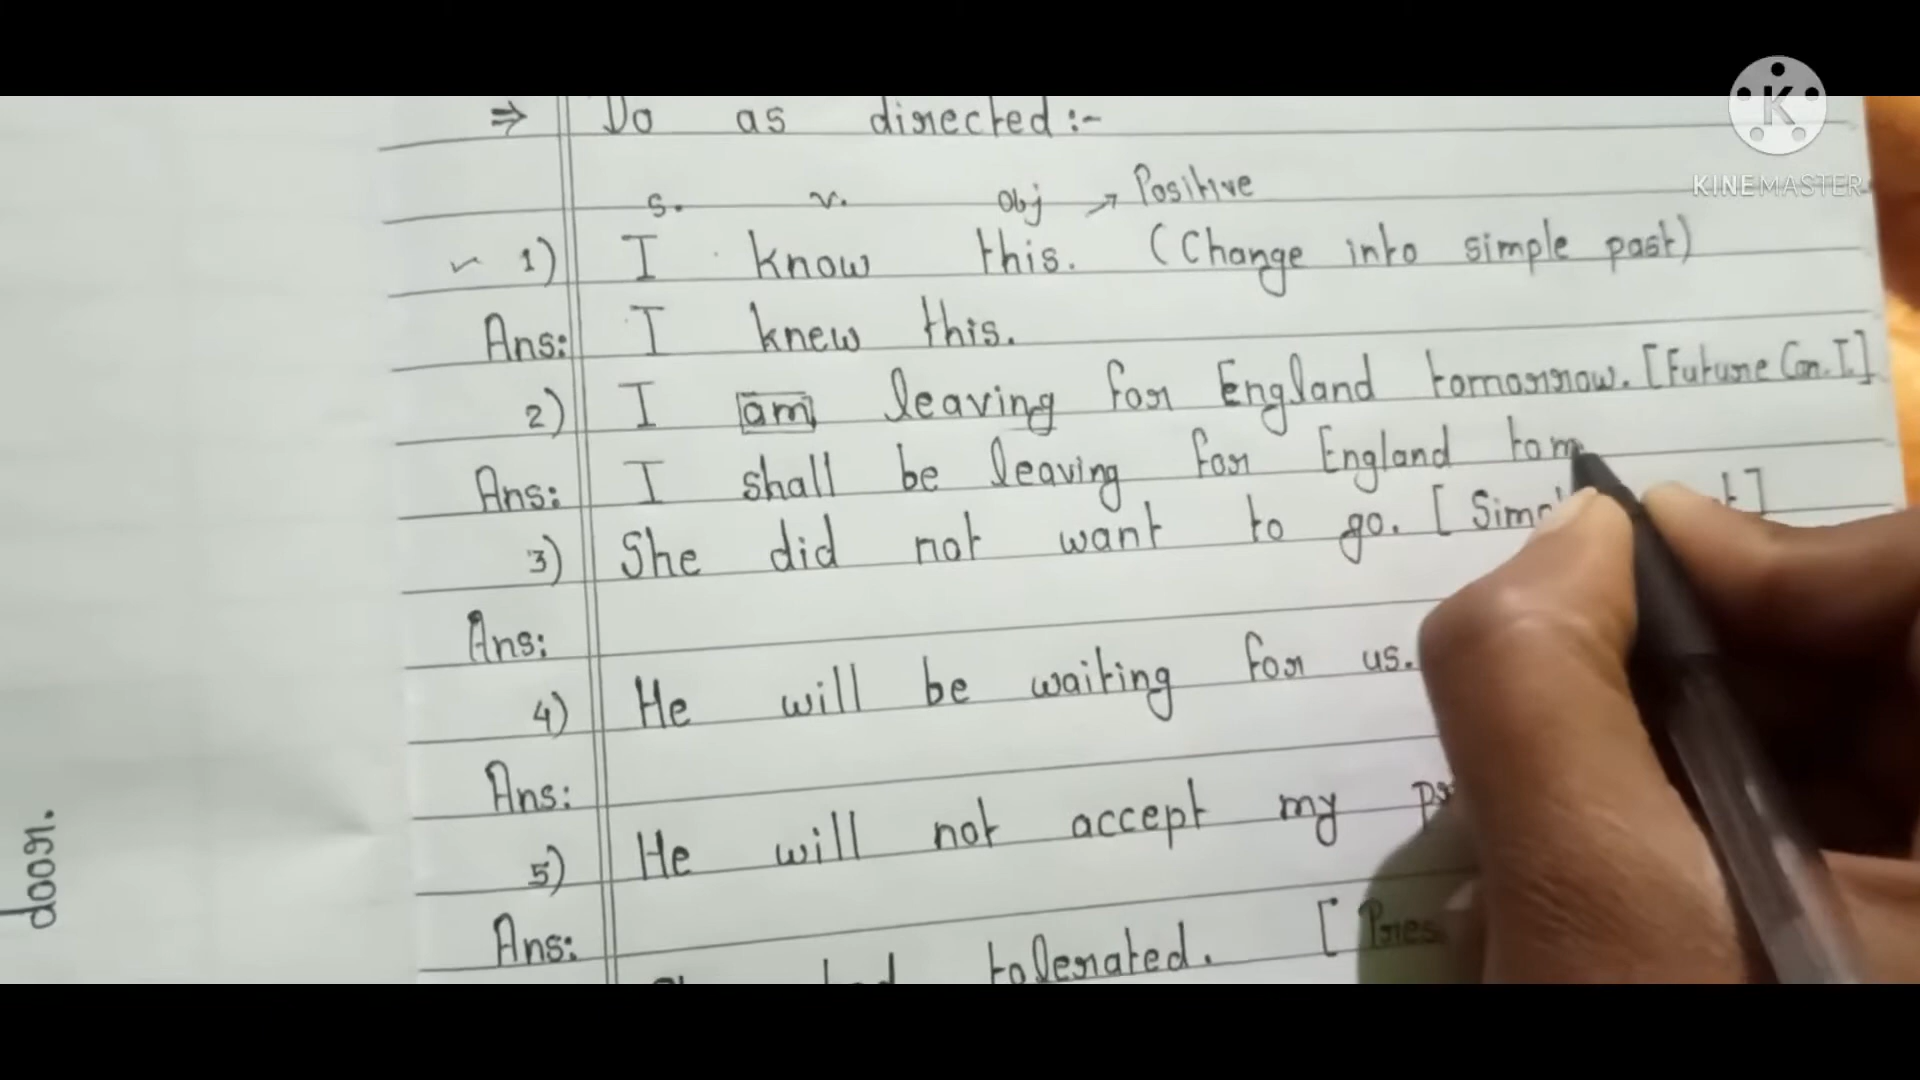 ⇒ Do as directed :-
s. v. obj → Positive
✓ 1) I know this. (Change into simple past)
Ans: I knew this.
2) I am leaving for England tomorrow. [Future Con. T.]
Ans: I shall be leaving for England tom
3) She did not want to go. [
Ans:
4) He will be waiting for us.
Ans:
5) He will not accept my
Ans:
tolerated. [
door.
KINEMASTER